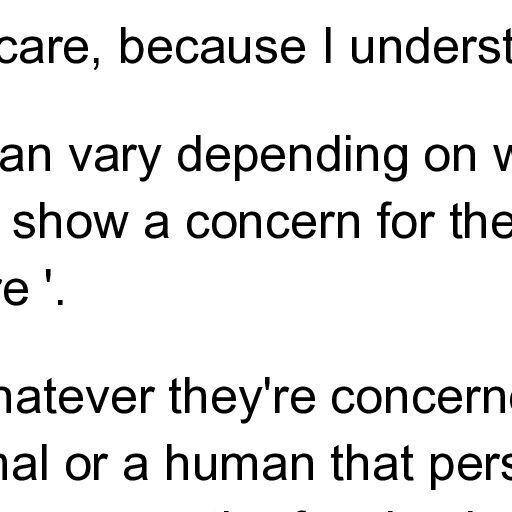 care, because I underst
an vary depending on w
show a concern for the
re '.
hatever they're concerne
nal or a human that pers